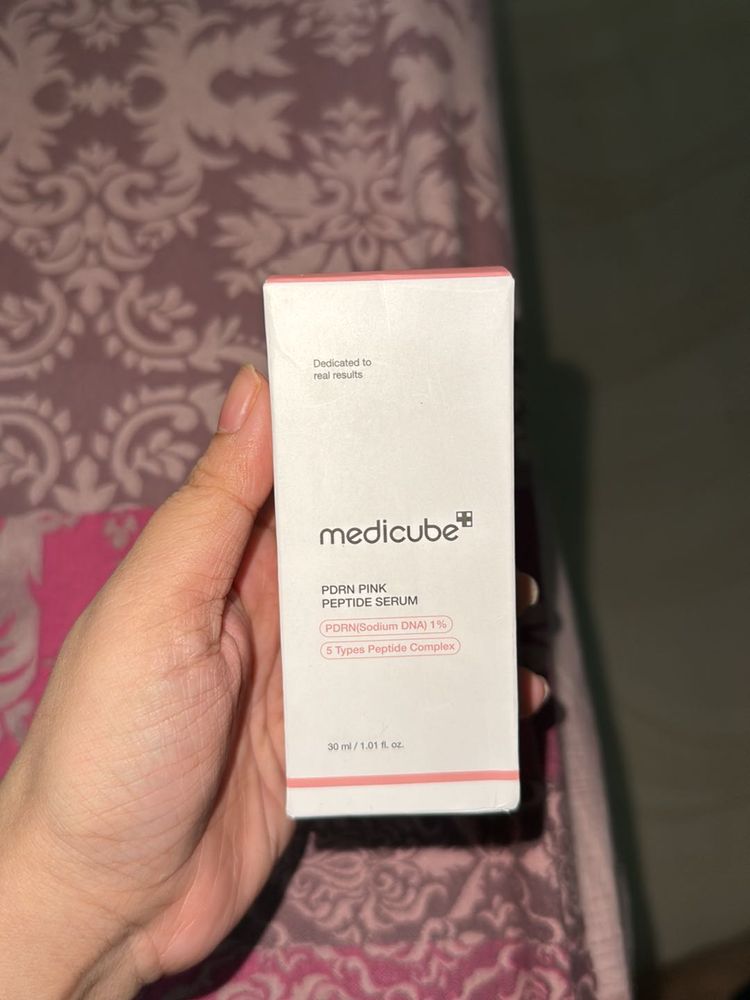 Dedicated to
real results
medicube
PDRN PINK
PEPTIDE SERUM
PDRN(Sodium DNA) 1%
5 Types Peptide Complex
30 ml / 1.01 fl. oz.